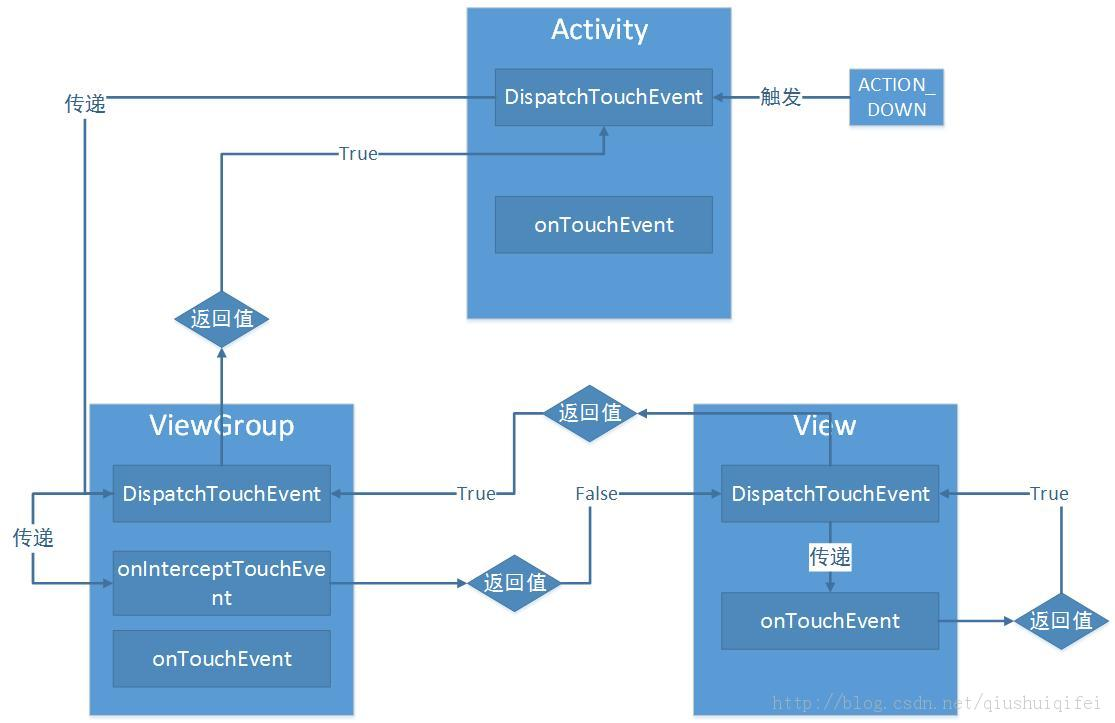 Activity
DispatchTouchEvent
触发
ACTION_
DOWN
传递
True
onTouchEvent
返回值
ViewGroup
返回值
View
DispatchTouchEvent
True
False
DispatchTouchEvent
True
传递
onInterceptTouchEve
nt
返回值
传递
onTouchEvent
返回值
onTouchEvent
http://blog.csdn.net/qiushuiqifei